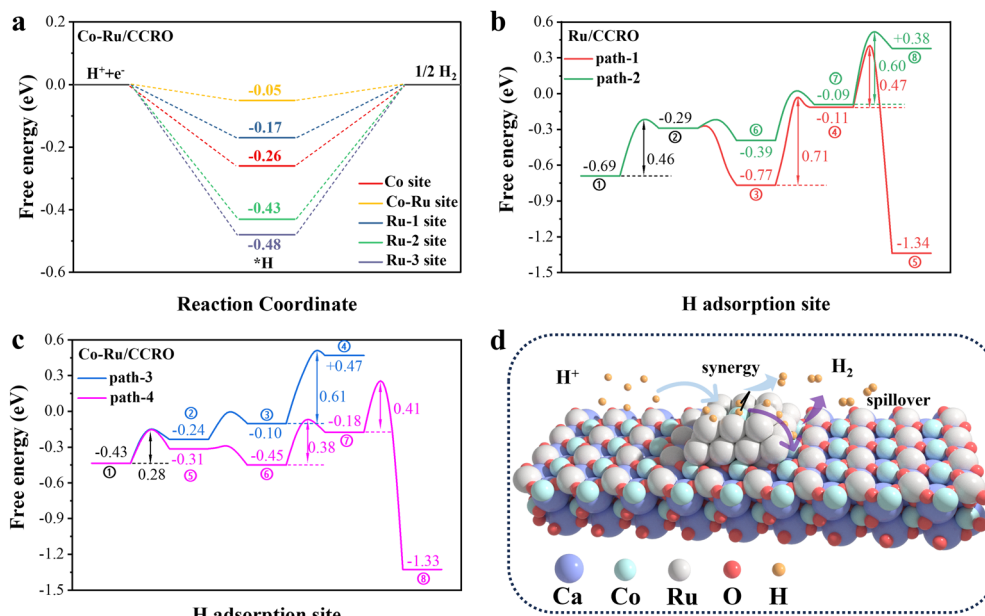 a
Co-Ru/CCRO
Free energy (eV)
0.2
0.0
-0.2
-0.4
-0.6
H⁺+e⁻
1/2 H₂
-0.05
-0.17
-0.26
-0.43
-0.48
*H
Co site
Co-Ru site
Ru-1 site
Ru-2 site
Ru-3 site
Reaction Coordinate
b
Ru/CCRO
path-1
path-2
Free energy (eV)
0.6
0.3
0.0
-0.3
-0.6
-0.9
-1.2
-1.5
-0.69
①
0.46
-0.29
②
⑥
-0.39
-0.77
③
0.71
⑦
-0.09
-0.11
④
0.60
0.47
+0.38
⑧
-1.34
⑤
H adsorption site
c
Co-Ru/CCRO
path-3
path-4
Free energy (eV)
0.6
0.3
0.0
-0.3
-0.6
-0.9
-1.2
-1.5
-0.43
①
0.28
②
-0.24
-0.31
⑤
③
-0.10
-0.45
⑥
④
+0.47
0.61
0.38
-0.18
⑦
0.41
-1.33
⑧
H adsorption site
d
H⁺
synergy
H₂
spillover
Ca Co Ru O H